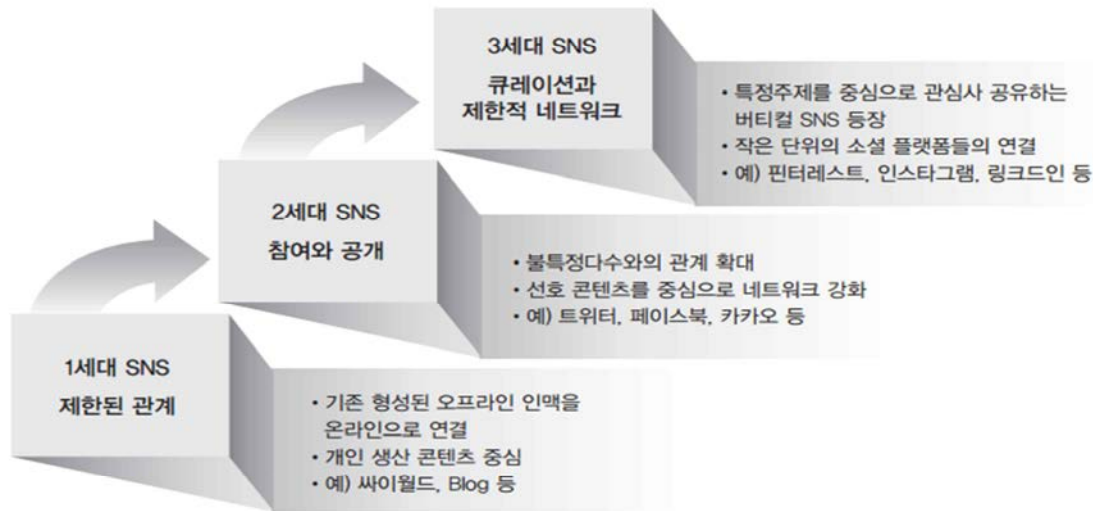 3세대 SNS
큐레이션과
제한적 네트워크
• 특정주제를 중심으로 관심사 공유하는
버티컬 SNS 등장
• 작은 단위의 소셜 플랫폼들의 연결
• 예) 핀터레스트, 인스타그램, 링크드인 등
2세대 SNS
참여와 공개
• 불특정다수와의 관계 확대
• 선호 콘텐츠를 중심으로 네트워크 강화
• 예) 트위터, 페이스북, 카카오 등
1세대 SNS
제한된 관계
• 기존 형성된 오프라인 인맥을
온라인으로 연결
• 개인 생산 콘텐츠 중심
• 예) 싸이월드, Blog 등